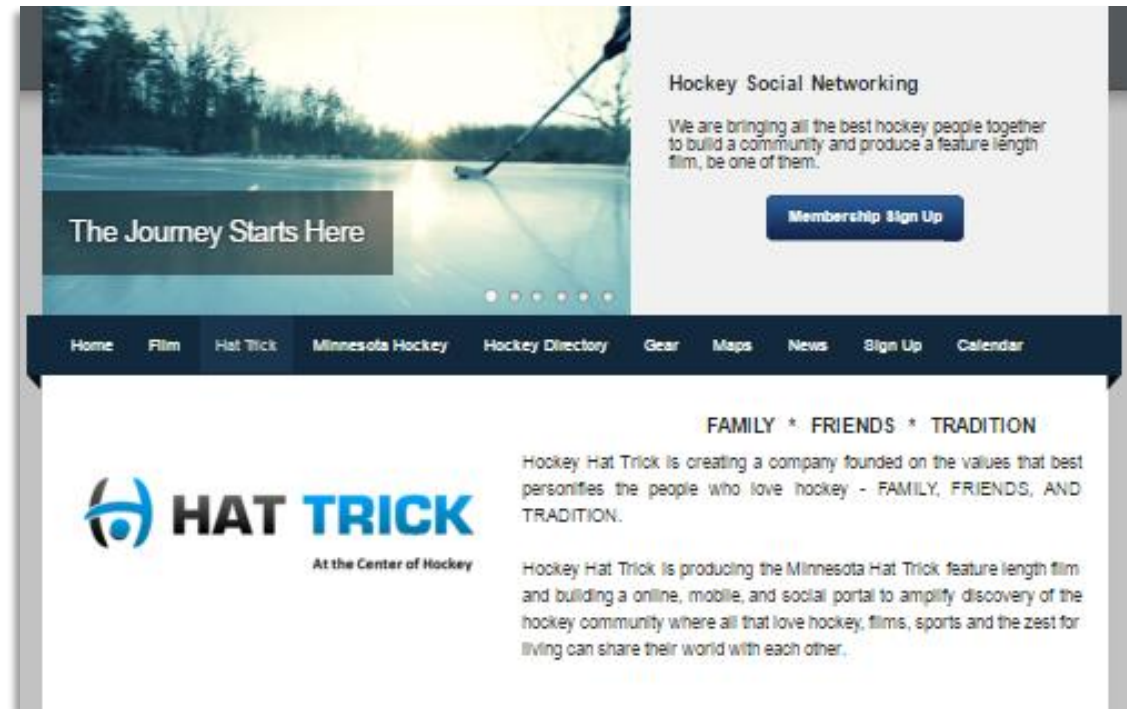 Hockey Social Networking
We are bringing all the best hockey people together
to build a community and produce a feature length
film, be one of them.
Membership Sign Up
The Journey Starts Here
Home Film Hat Trick Minnesota Hockey Hockey Directory Gear Maps News Sign Up Calendar
FAMILY * FRIENDS * TRADITION
HAT TRICK
At the Center of Hockey
Hockey Hat Trick is creating a company founded on the values that best
personifies the people who love hockey - FAMILY, FRIENDS, AND
TRADITION.
Hockey Hat Trick is producing the Minnesota Hat Trick feature length film
and building a online, mobile, and social portal to amplify discovery of the
hockey community where all that love hockey, films, sports and the zest for
living can share their world with each other.